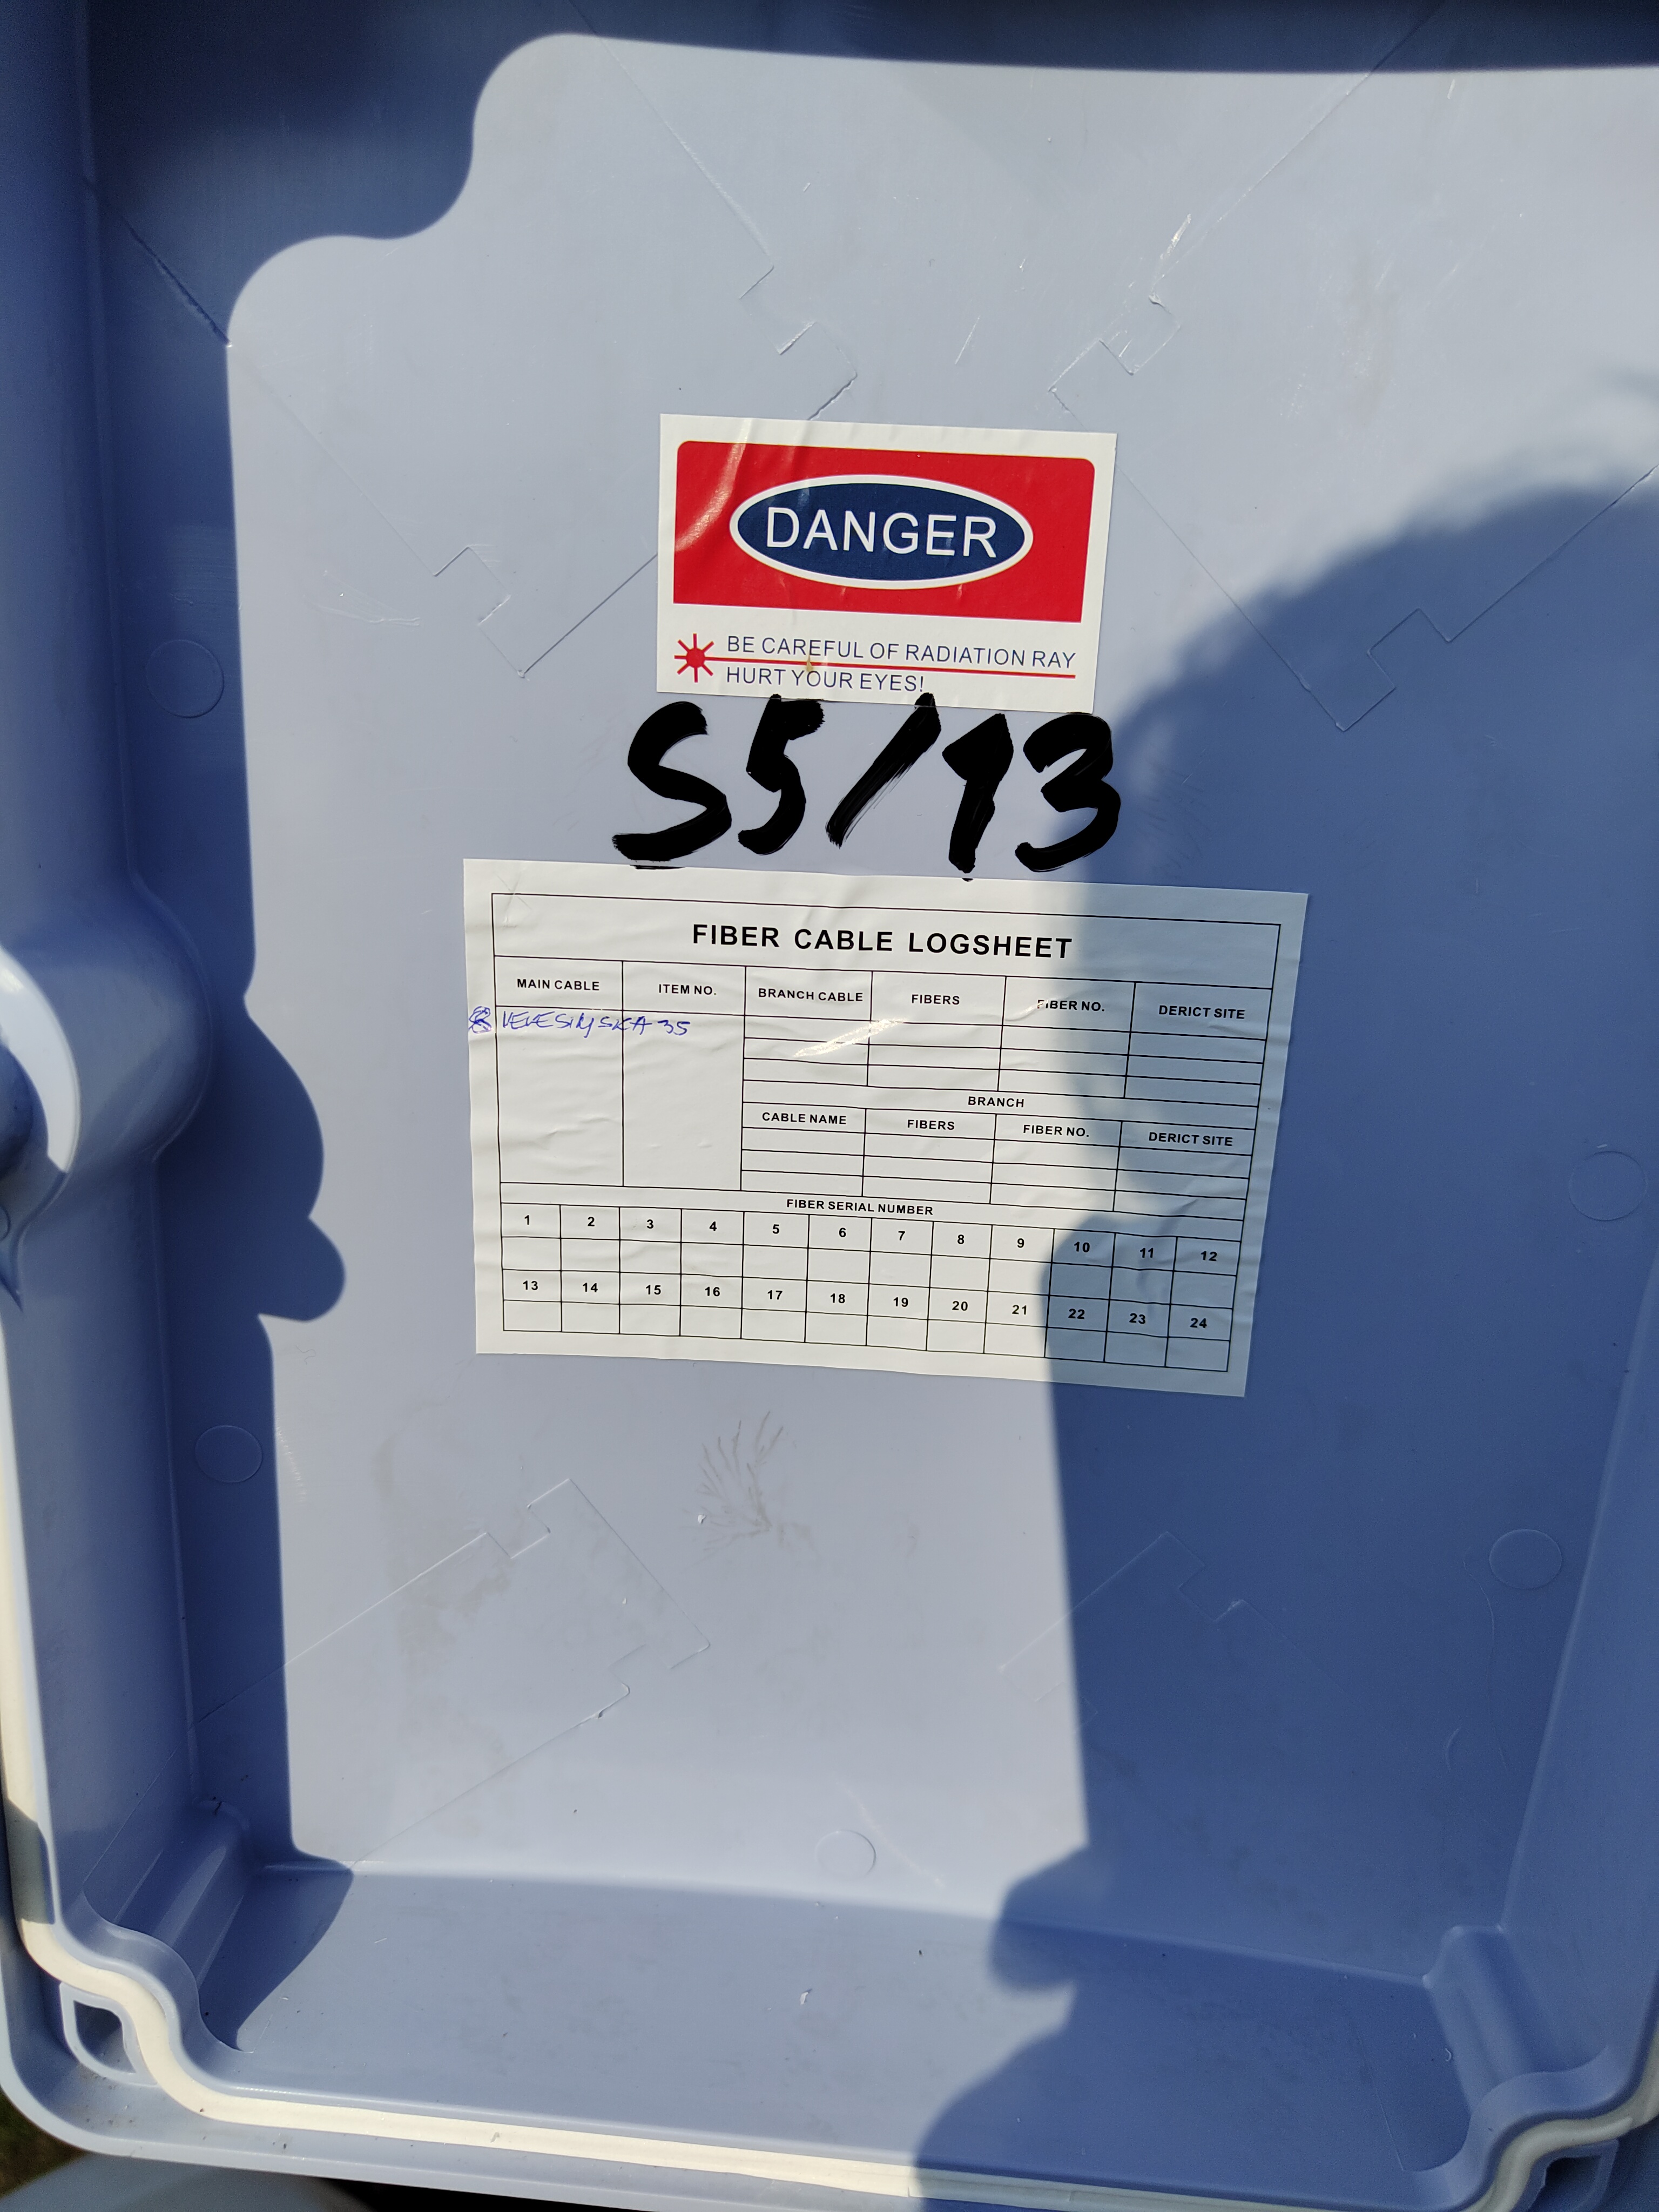 DANGER
BE CAREFUL OF RADIATION RAY
HURT YOUR EYES!
S5/13
FIBER CABLE LOGSHEET
MAIN CABLE ITEM NO. BRANCH CABLE FIBERS FIBER NO. DERICT SITE
35
BRANCH
CABLE NAME FIBERS FIBER NO. DERICT SITE
FIBER SERIAL NUMBER
1 2 3 4 5 6 7 8 9 10 11 12
13 14 15 16 17 18 19 20 21 22 23 24